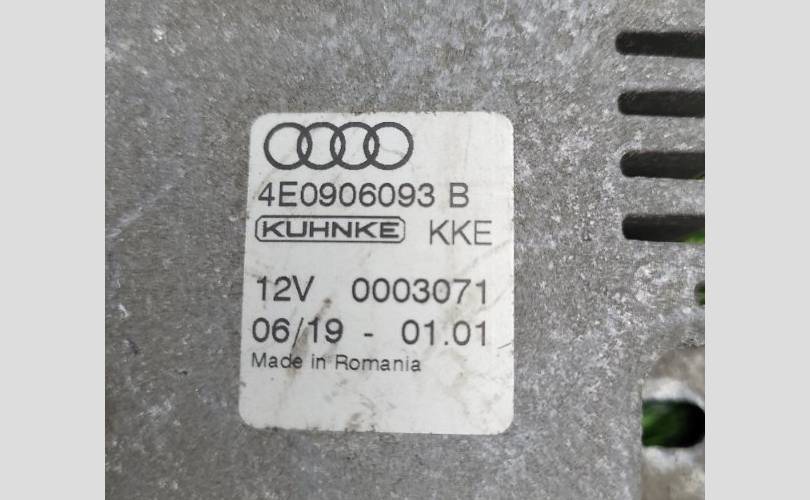 4E0906093 B
KUHNKE KKE
12V 0003071
06/19 - 01.01
Made in Romania